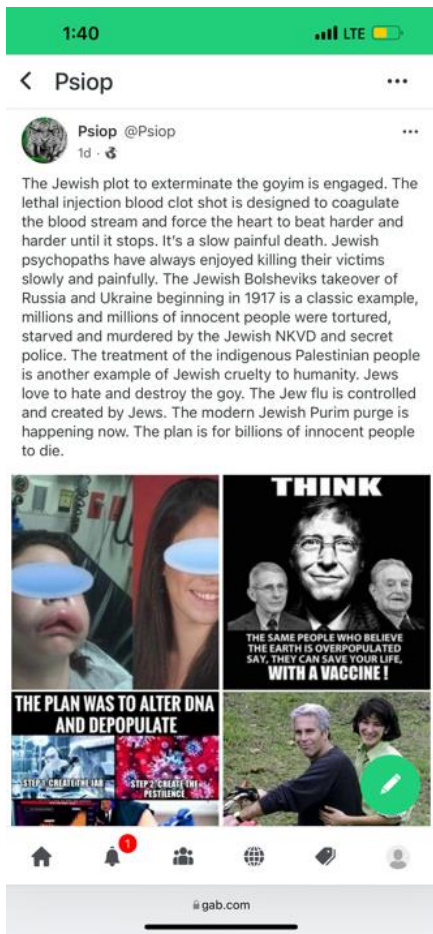 1:40
LTE
Psiop
Psiop @Psiop
1d
The Jewish plot to exterminate the goyim is engaged. The
lethal injection blood clot shot is designed to coagulate
the blood stream and force the heart to beat harder and
harder until it stops. It's a slow painful death. Jewish
psychopaths have always enjoyed killing their victims
slowly and painfully. The Jewish Bolsheviks takeover of
Russia and Ukraine beginning in 1917 is a classic example,
millions and millions of innocent people were tortured,
starved and murdered by the Jewish NKVD and secret
police. The treatment of the indigenous Palestinian people
is another example of Jewish cruelty to humanity. Jews
love to hate and destroy the goy. The Jew flu is controlled
and created by Jews. The modern Jewish Purim purge is
happening now. The plan is for billions of innocent people
to die.
THINK
THE SAME PEOPLE WHO BELIEVE
THE EARTH IS OVERPOPULATED
SAY, THEY CAN SAVE YOUR LIFE,
WITH A VACCINE !
THE PLAN WAS TO ALTER DNA
AND DEPOPULATE
STEP 1: CREATE THE LAB
STEP 2: CREATE THE
PESTILENCE
1
gab.com